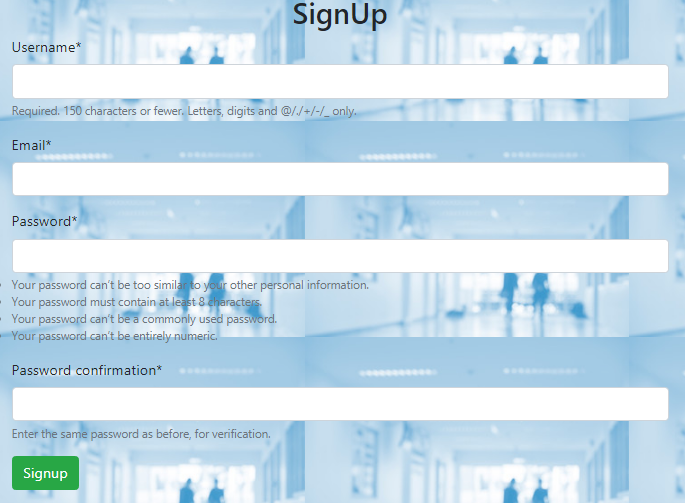 SignUp
Username*
Required. 150 characters or fewer. Letters, digits and @/./+/-/_ only.
Email*
Password*
Your password can't be too similar to your other personal information.
Your password must contain at least 8 characters.
Your password can't be a commonly used password.
Your password can't be entirely numeric.
Password confirmation*
Enter the same password as before, for verification.
Signup